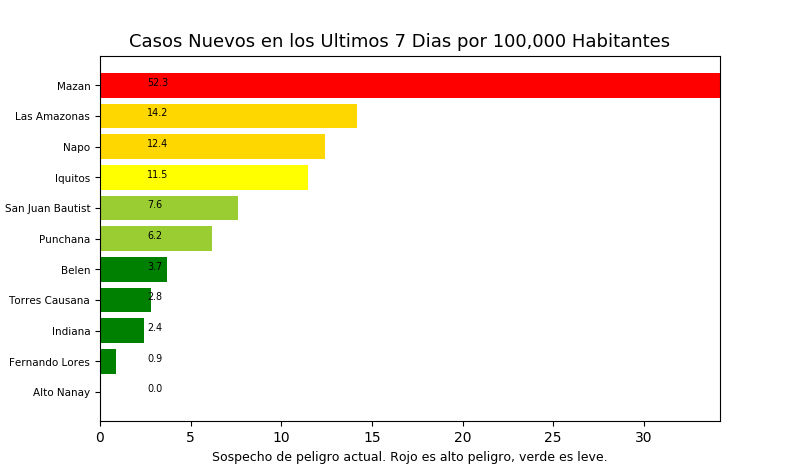 Casos Nuevos en los Ultimos 7 Dias por 100,000 Habitantes
Mazan 52.3
Las Amazonas 14.2
Napo 12.4
Iquitos 11.5
San Juan Bautist 7.6
Punchana 6.2
Belen 3.7
Torres Causana 2.8
Indiana 2.4
Fernando Lores 0.9
Alto Nanay 0.0
0 5 10 15 20 25 30
Sospecho de peligro actual. Rojo es alto peligro, verde es leve.